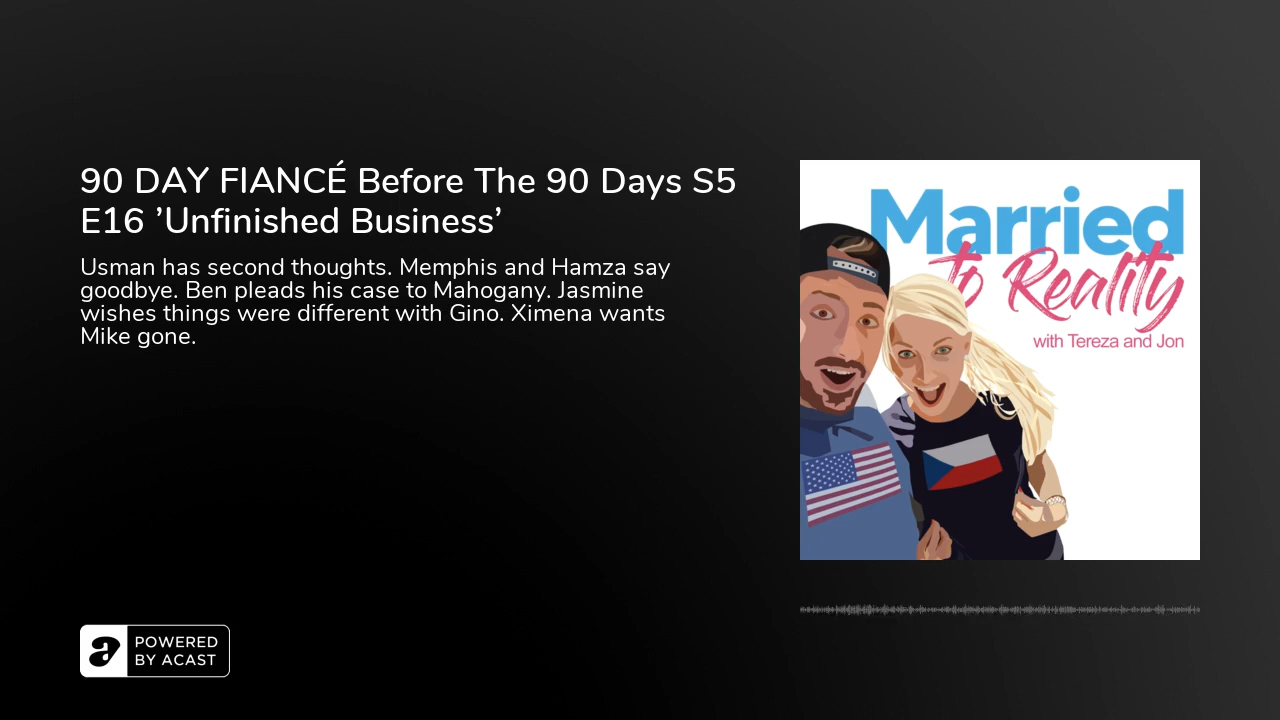 90 DAY FIANCÉ Before The 90 Days S5
E16 ’Unfinished Business’
Usman has second thoughts. Memphis and Hamza say
goodbye. Ben pleads his case to Mahogany. Jasmine
wishes things were different with Gino. Ximena wants
Mike gone.
Married
to Reality
with Tereza and Jon
a POWERED
BY ACAST